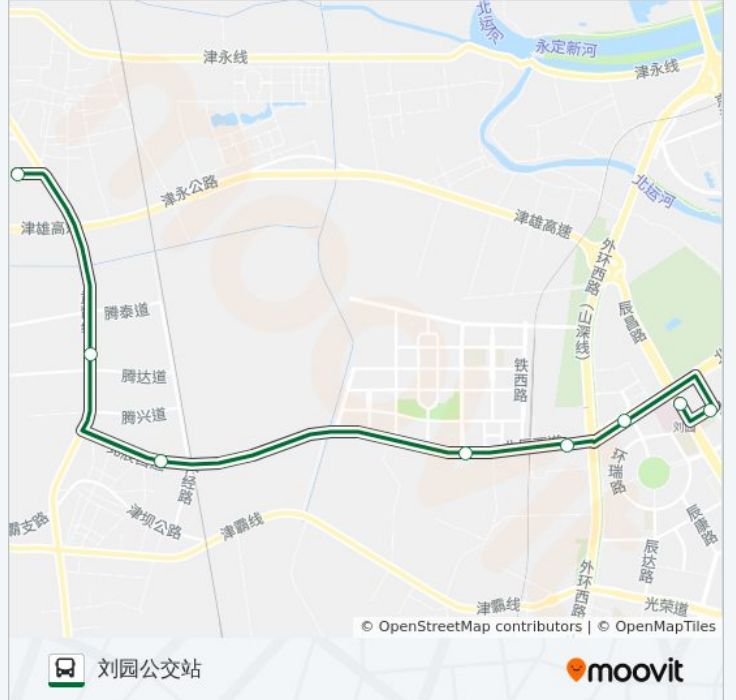 北运河
永定新河
津永线
津永线
北运河
津永公路
津雄高速
津雄高
外环西路（山深线）
辰昌路
腾泰道
腾达道
腾兴道
铁西路
刘园
环瑞路
经路
津坝公路
津霸线
霸支路
辰康路
辰达路
外环西路
津霸线
光荣道
© OpenStreetMap contributors | © OpenMapTiles
刘园公交站
moovit